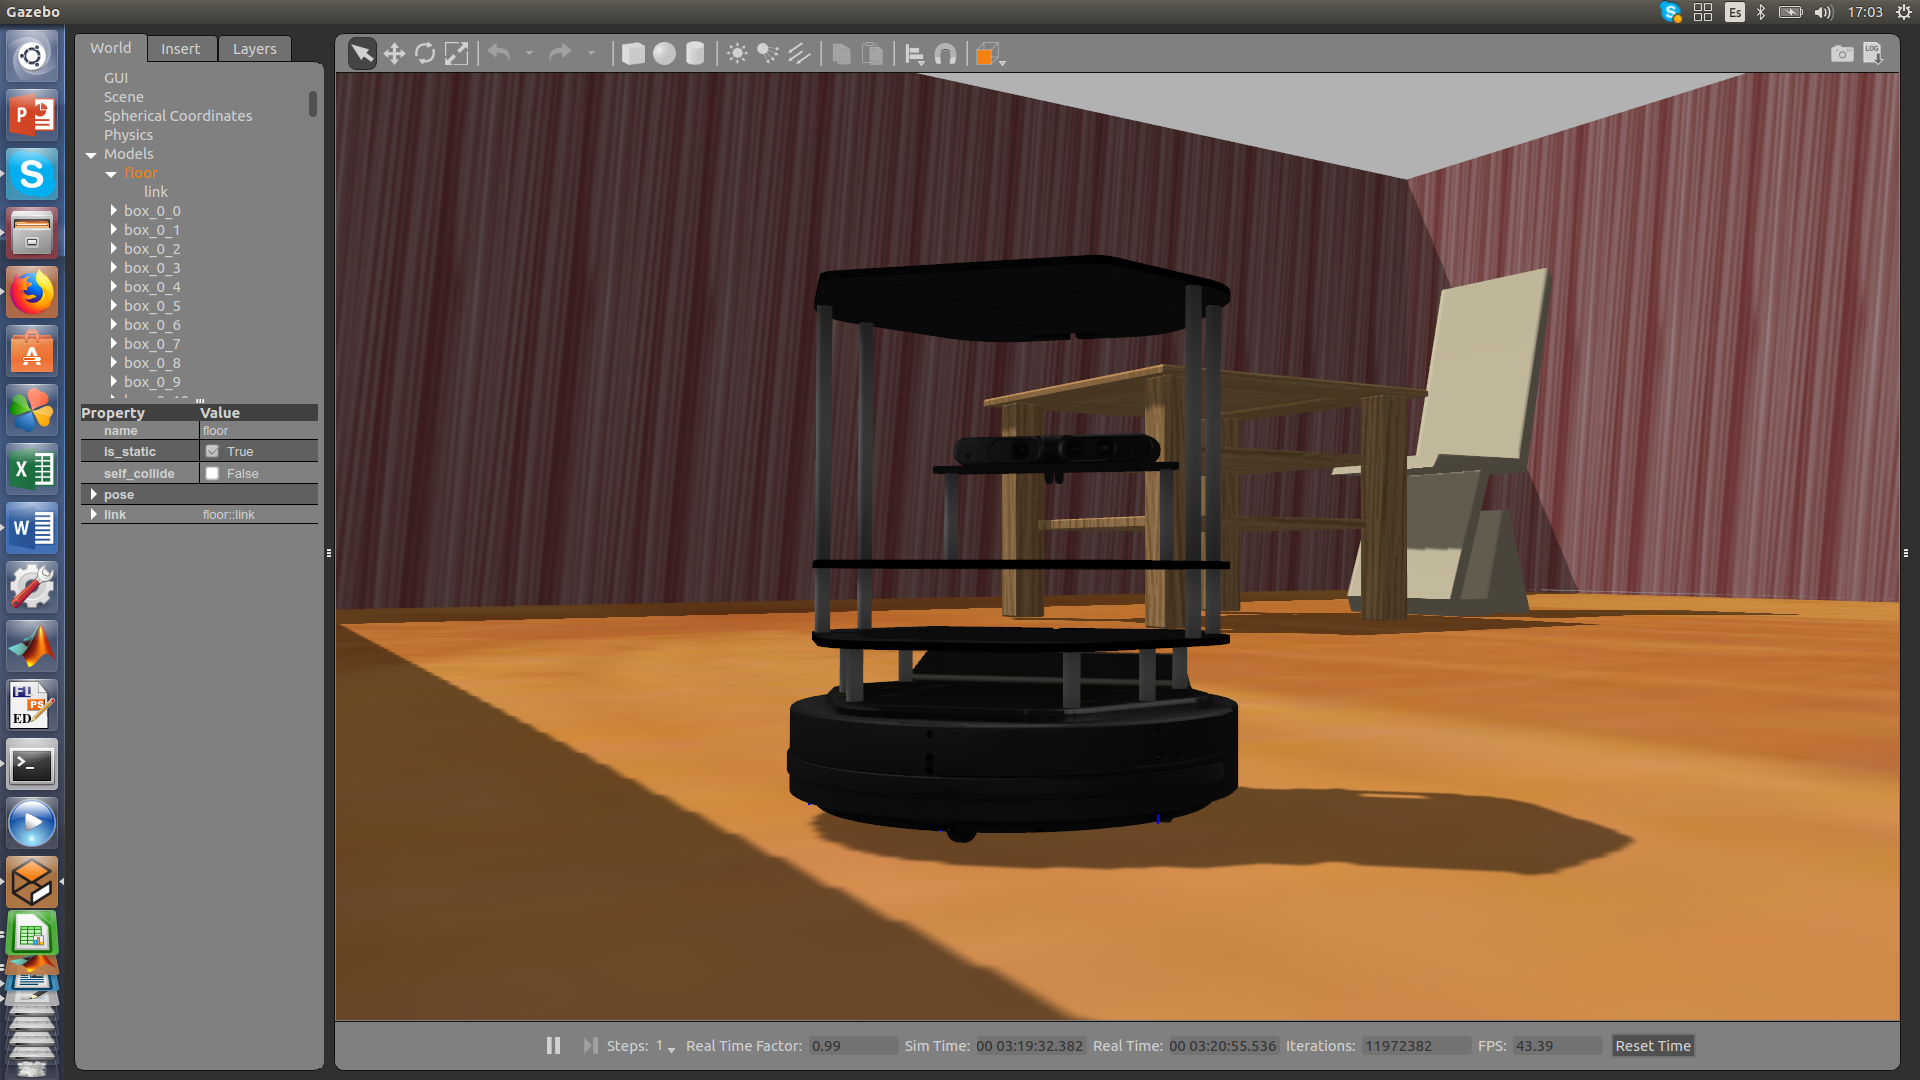 Gazebo
Es
17:03
World
Insert
Layers
LOG
GUI
Scene
Spherical Coordinates
Physics
Models
floor
link
box_0_0
box_0_1
box_0_2
box_0_3
box_0_4
box_0_5
box_0_6
box_0_7
box_0_8
box_0_9
Property Value
name floor
is_static True
self_collide False
pose
link floor::link
Steps: 1 Real Time Factor: 0.99 Sim Time: 00 03:19:32.382 Real Time: 00 03:20:55.536 Iterations: 11972382 FPS: 43.39 Reset Time